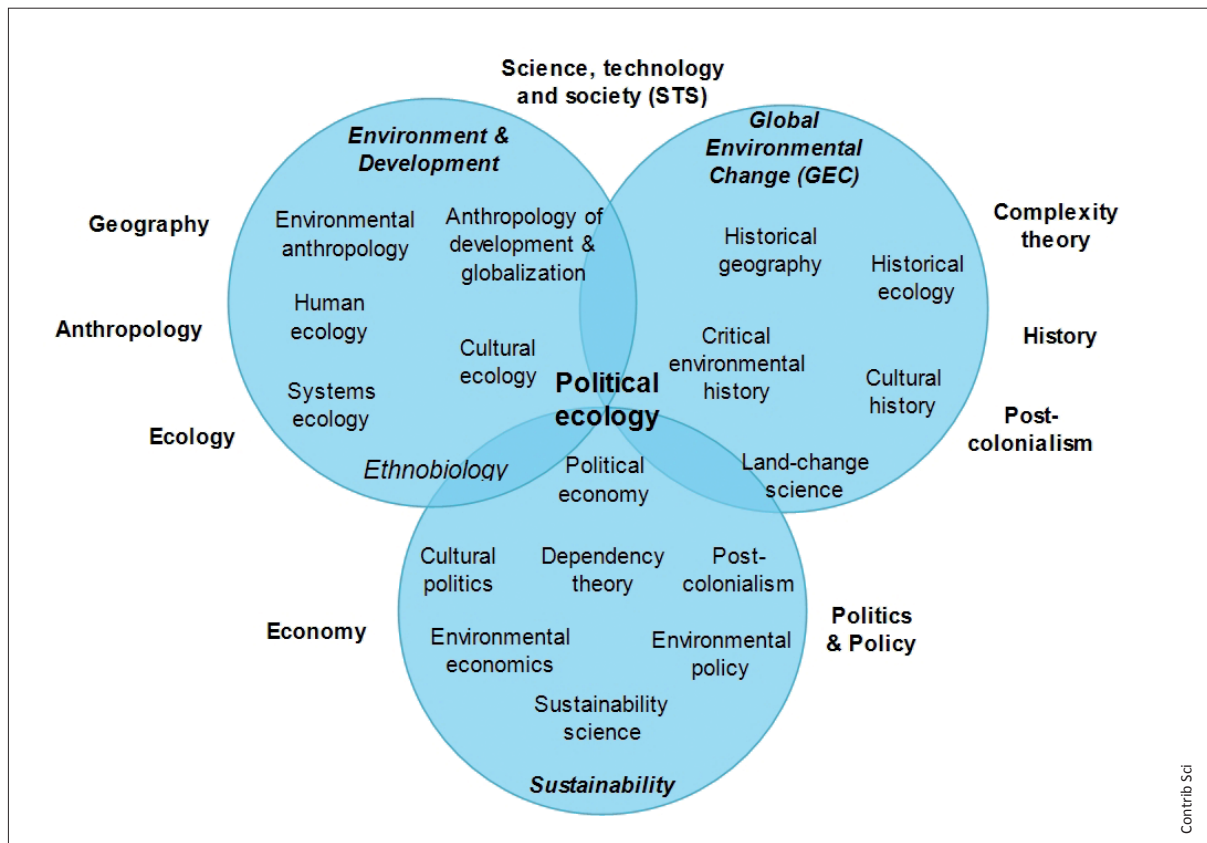 Science, technology
and society (STS)
Environment &
Development
Global
Environmental
Change (GEC)
Geography
Environmental
anthropology
Anthropology of
development &
globalization
Historical
geography
Historical
ecology
Complexity
theory
Anthropology
Human
ecology
Cultural
ecology
Critical
environmental
history
Cultural
history
History
Systems
ecology
Political
ecology
Post-
colonialism
Ecology
Ethnobiology
Political
economy
Land-change
science
Cultural
politics
Dependency
theory
Post-
colonialism
Economy
Environmental
economics
Environmental
policy
Politics
& Policy
Sustainability
science
Sustainability
Contrib Sci